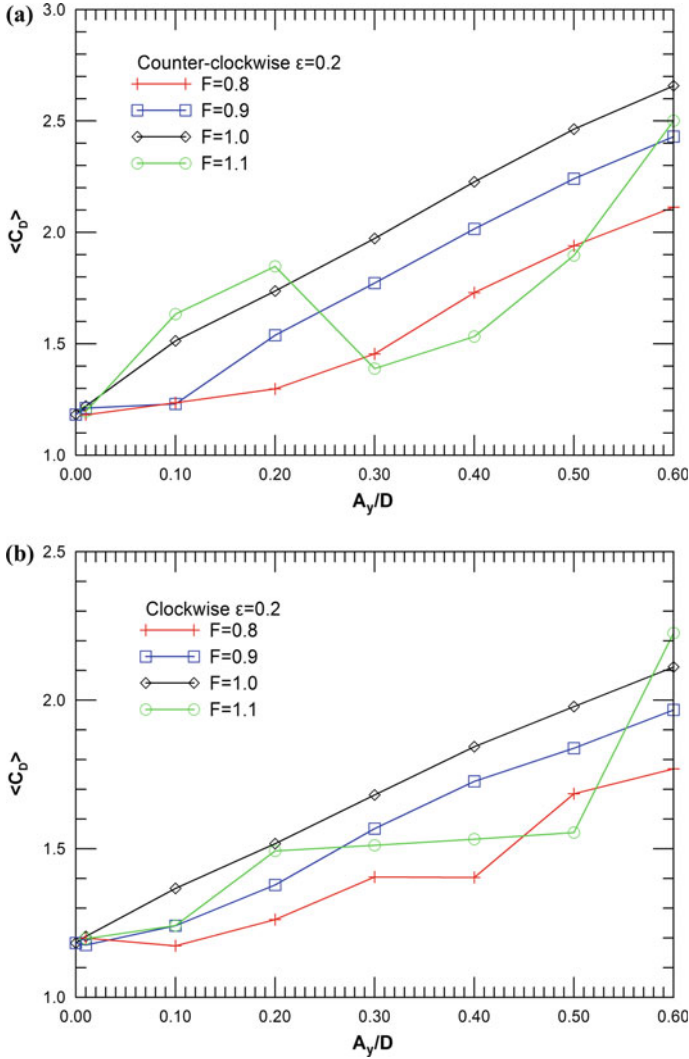 (a)
3.0
2.5
2.0
1.5
1.0
<C_D>
Counter-clockwise ε=0.2
F=0.8
F=0.9
F=1.0
F=1.1
0.00 0.10 0.20 0.30 0.40 0.50 0.60
A_y/D
(b)
2.5
2.0
1.5
1.0
<C_D>
Clockwise ε=0.2
F=0.8
F=0.9
F=1.0
F=1.1
0.00 0.10 0.20 0.30 0.40 0.50 0.60
A_y/D